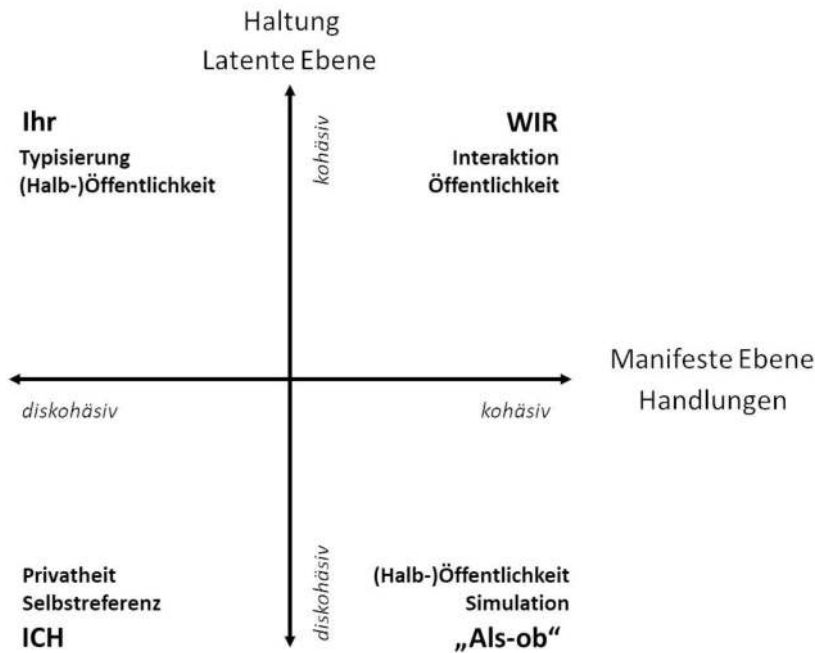 Haltung
Latente Ebene
Ihr
Typisierung
(Halb-)Öffentlichkeit
kohäsiv
WIR
Interaktion
Öffentlichkeit
Manifeste Ebene
Handlungen
diskohäsiv
kohäsiv
Privatheit
Selbstreferenz
ICH
diskohäsiv
(Halb-)Öffentlichkeit
Simulation
„Als-ob“